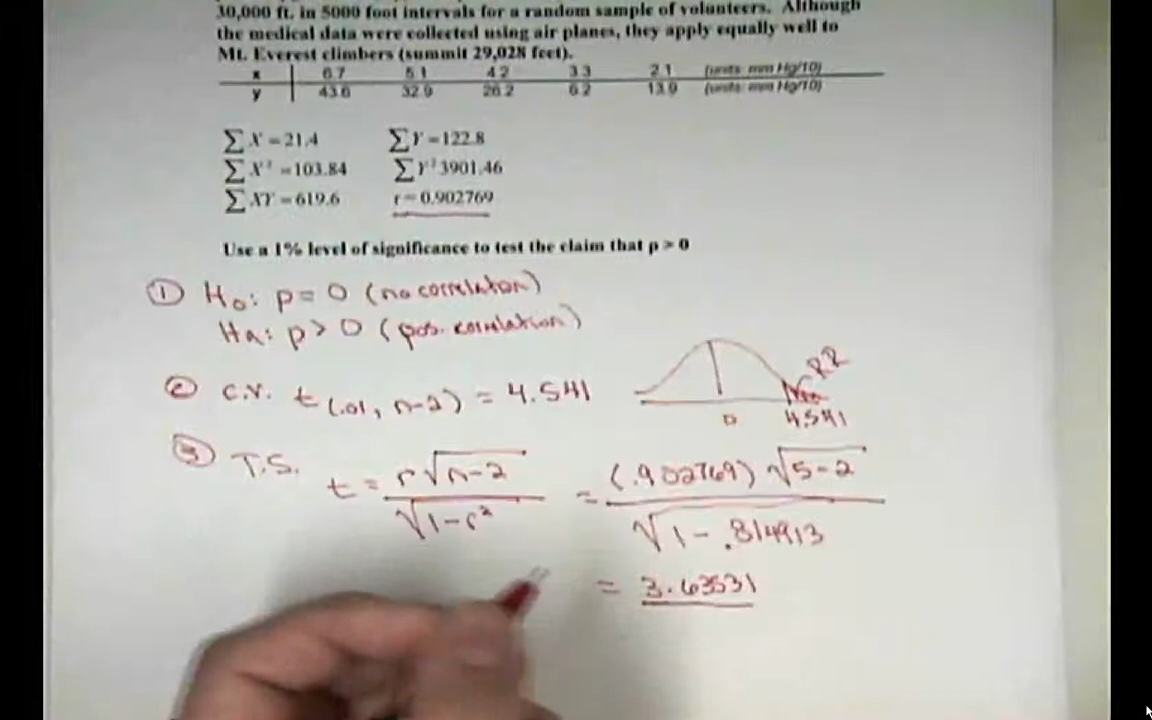 30,000 ft. in 5000 foot intervals for a random sample of volunteers. Although
the medical data were collected using air planes, they apply equally well to
Mt. Everest climbers (summit 29,028 feet).
x 6.7 5.1 4.2 3.3 2.1 (units: mm Hg/10)
y 43.6 32.9 26.2 6.2 13.9 (units: mm Hg/10)
∑X = 21.4 ∑Y = 122.8
∑X² = 103.84 ∑Y² 3901.46
∑XY = 619.6 r = 0.902769
Use a 1% level of significance to test the claim that p > 0
① H₀: p = 0 (no correlation)
Ha: p > 0 (pos. correlation)
② C.V. t(.01, n-2) = 4.541
RR
0 4.541
③ T.S. t = r√n-2 / √1-r² = (.902769) √5-2 / √1 - .814913
= 3.63531